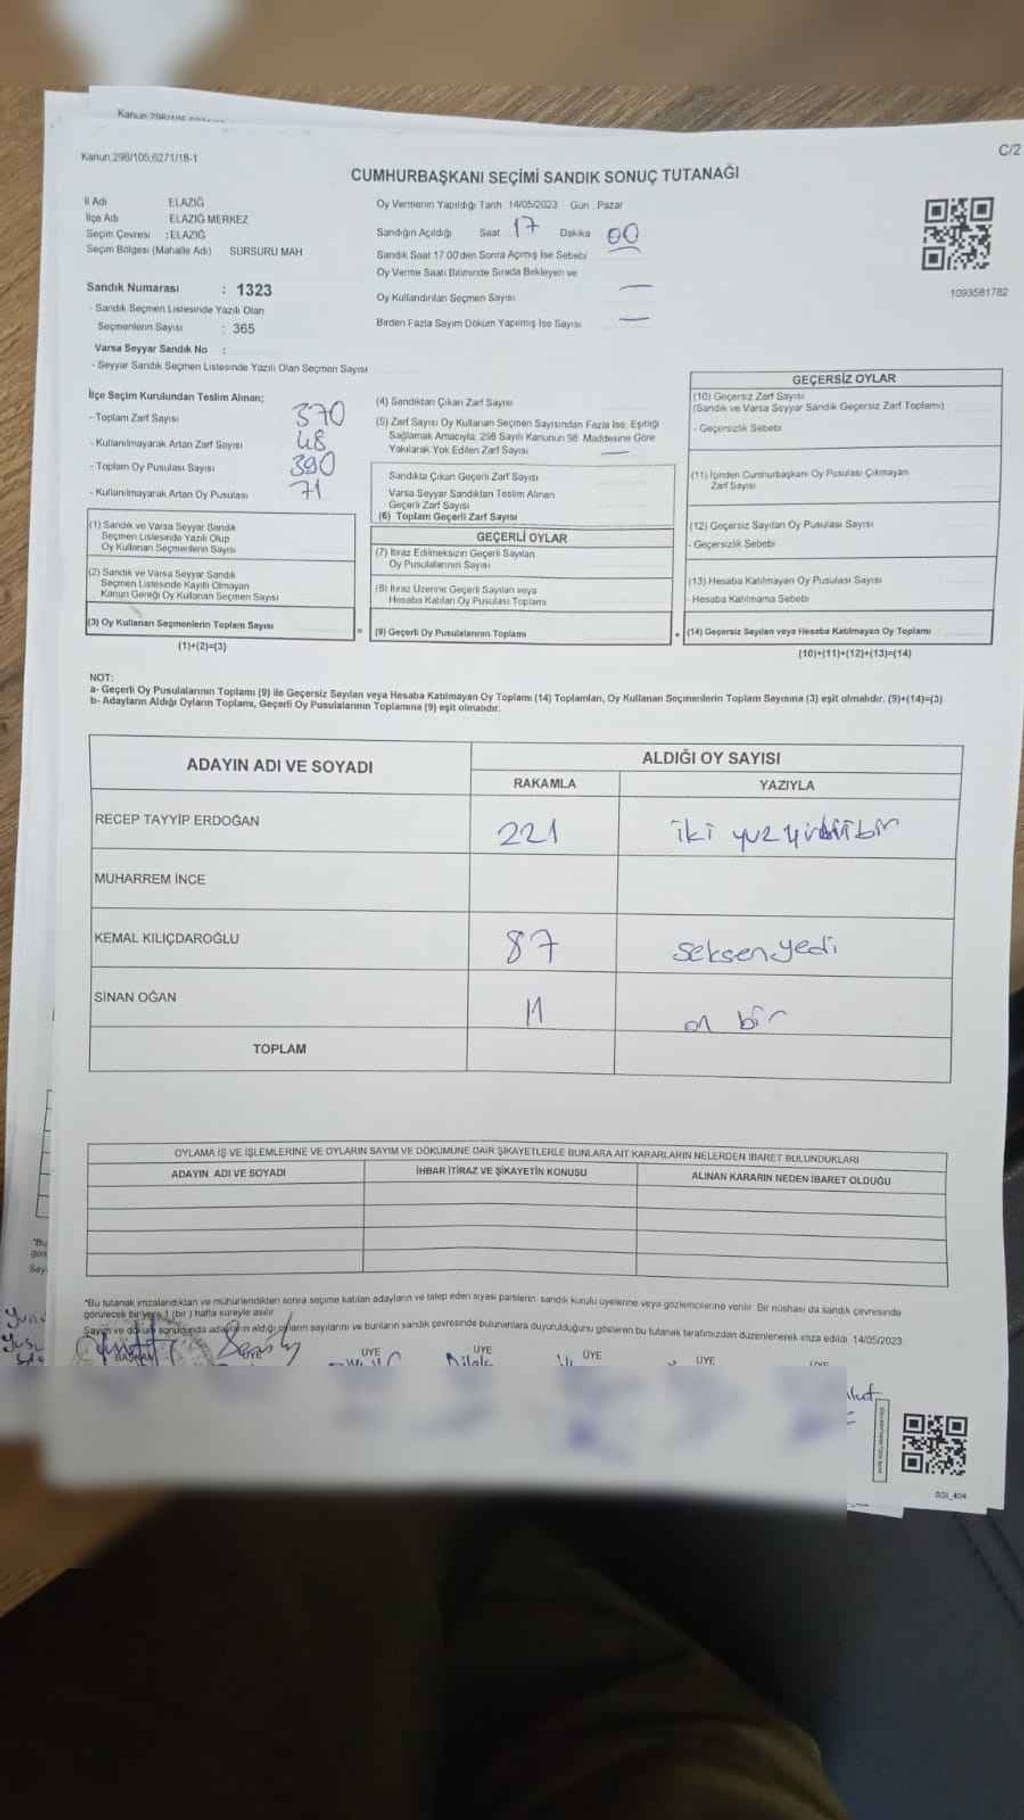 Kanun 298/105,6271/18-1
C/2
CUMHURBAŞKANI SEÇİMİ SANDIK SONUÇ TUTANAĞI
İl Adı ELAZIĞ
İlçe Adı ELAZIĞ MERKEZ
Seçim Çevresi : ELAZIĞ
Seçim Bölgesi (Mahalle Adı) SURSURU MAH
Sandık Numarası : 1323
- Sandık Seçmen Listesinde Yazılı Olan
Seçmenlerin Sayısı : 365
Varsa Seyyar Sandık No :
- Seyyar Sandık Seçmen Listesinde Yazılı Olan Seçmen Sayısı
Oy Vermenin Yapıldığı Tarih 14/05/2023 Gün Pazar
Sandığın Açıldığı Saat 17 Dakika 00
Sandık Saat 17 00'den Sonra Açımış İse Sebebi
Oy Verme Saati Bitiminde Sırada Bekleyen ve
Oy Kullandırılan Seçmen Sayısı —
Birden Fazla Sayım Döküm Yapılmış İse Sayısı —
1093581782
İlçe Seçim Kurulundan Teslim Alınan;
- Toplam Zarf Sayısı 370
- Kullanılmayarak Artan Zarf Sayısı 48
- Toplam Oy Pusulası Sayısı 390
- Kullanılmayarak Artan Oy Pusulası 71
(1) Sandık ve Varsa Seyyar Sandık
Seçmen Listesinde Yazılı Olup
Oy Kullanan Seçmenlerin Sayısı
(2) Sandık ve Varsa Seyyar Sandık
Seçmen Listesinde Kayıtlı Olmayan
Kanun Gereği Oy Kullanan Seçmen Sayısı
(3) Oy Kullanan Seçmenlerin Toplam Sayısı
(1)+(2)=(3)
(4) Sandıktan Çıkan Zarf Sayısı
(5) Zarf Sayısı Oy Kullanan Seçmen Sayısından Fazla İse, Eşitliği
Sağlamak Amacıyla, 298 Sayılı Kanunun 98 Maddesine Göre
Yakılarak Yok Edilen Zarf Sayısı —
Sandıkta Çıkan Geçerli Zarf Sayısı
Varsa Seyyar Sandıktan Teslim Alınan
Geçerli Zarf Sayısı
(6) Toplam Geçerli Zarf Sayısı
GEÇERLİ OYLAR
(7) İtiraz Edilmeksizin Geçerli Sayılan
Oy Pusulalarının Sayısı
(8) İtiraz Üzerine Geçerli Sayılan veya
Hesaba Katılan Oy Pusulası Toplamı
= (9) Geçerli Oy Pusulalarının Toplamı
GEÇERSİZ OYLAR
(10) Geçersiz Zarf Sayısı
(Sandık ve Varsa Seyyar Sandık Geçersiz Zarf Toplamı)
- Geçersizlik Sebebi
(11) İçinden Cumhurbaşkanı Oy Pusulası Çıkmayan
Zarf Sayısı
(12) Geçersiz Sayılan Oy Pusulası Sayısı
- Geçersizlik Sebebi
(13) Hesaba Katılmayan Oy Pusulası Sayısı
Hesaba Katılmama Sebebi
+ (14) Geçersiz Sayılan veya Hesaba Katılmayan Oy Toplamı
(10)+(11)+(12)+(13)=(14)
NOT:
a- Geçerli Oy Pusulalarının Toplamı (9) ile Geçersiz Sayılan veya Hesaba Katılmayan Oy Toplamı (14) Toplamları, Oy Kullanan Seçmenlerin Toplam Sayısına (3) eşit olmalıdır. (9)+(14)=(3)
b- Adayların Aldığı Oyların Toplamı, Geçerli Oy Pusulalarının Toplamına (9) eşit olmalıdır.
ADAYIN ADI VE SOYADI ALDIĞI OY SAYISI
RAKAMLA YAZIYLA
RECEP TAYYİP ERDOĞAN 221 iki yüz yirmi bir
MUHARREM İNCE
KEMAL KILIÇDAROĞLU 87 seksen yedi
SİNAN OĞAN 11 on bir
TOPLAM
OYLAMA İŞ VE İŞLEMLERİNE VE OYLARIN SAYIM VE DÖKÜMÜNE DAİR ŞİKAYETLERLE BUNLARA AİT KARARLARIN NELERDEN İBARET BULUNDUKLARI
ADAYIN ADI VE SOYADI İHBAR İTİRAZ VE ŞİKAYETİN KONUSU ALINAN KARARIN NEDEN İBARET OLDUĞU
*Bu tutanak imzalandıktan ve mühürlendikten sonra seçime katılan adayların ve talep eden siyasi partilerin sandık kurulu üyelerine veya gözlemcilerine verilir. Bir nüshası da sandık çevresinde
görülecek bir yere 1 (bir) hafta süreyle asılır
Sayım ve döküm sonucunda adayların aldığı oyların sayılarını ve bunların sandık çevresinde bulunanlara duyurulduğunu gösteren bu tutanak tarafımızdan düzenlenerek imza edildi 14/05/2023
BAŞKAN ÜYE ÜYE ÜYE ÜYE ÜYE